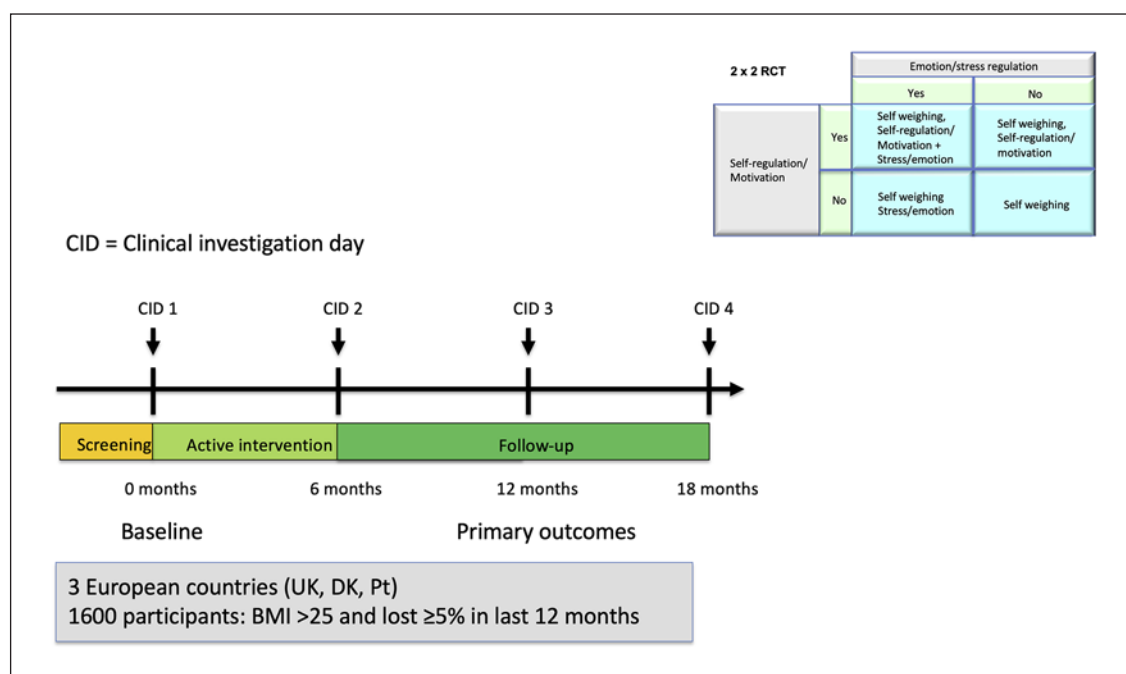 2 x 2 RCT
Emotion/stress regulation
Yes
No
Self-regulation/
Motivation
Yes
Self weighing,
Self-regulation/
Motivation +
Stress/emotion
Self weighing,
Self-regulation/
motivation
No
Self weighing
Stress/emotion
Self weighing
CID = Clinical investigation day
CID 1
CID 2
CID 3
CID 4
Screening
Active intervention
Follow-up
0 months
6 months
12 months
18 months
Baseline
Primary outcomes
3 European countries (UK, DK, Pt)
1600 participants: BMI >25 and lost ≥5% in last 12 months